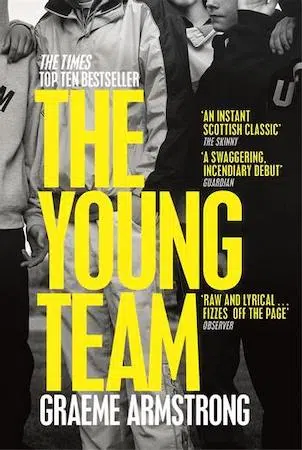 THE TIMES
TOP TEN BESTSELLER
THE
YOUNG
TEAM
'AN INSTANT
SCOTTISH CLASSIC'
THE SKINNY
'A SWAGGERING,
INCENDIARY DEBUT'
GUARDIAN
'RAW AND LYRICAL ...
FIZZES OFF THE PAGE'
OBSERVER
GRAEME ARMSTRONG